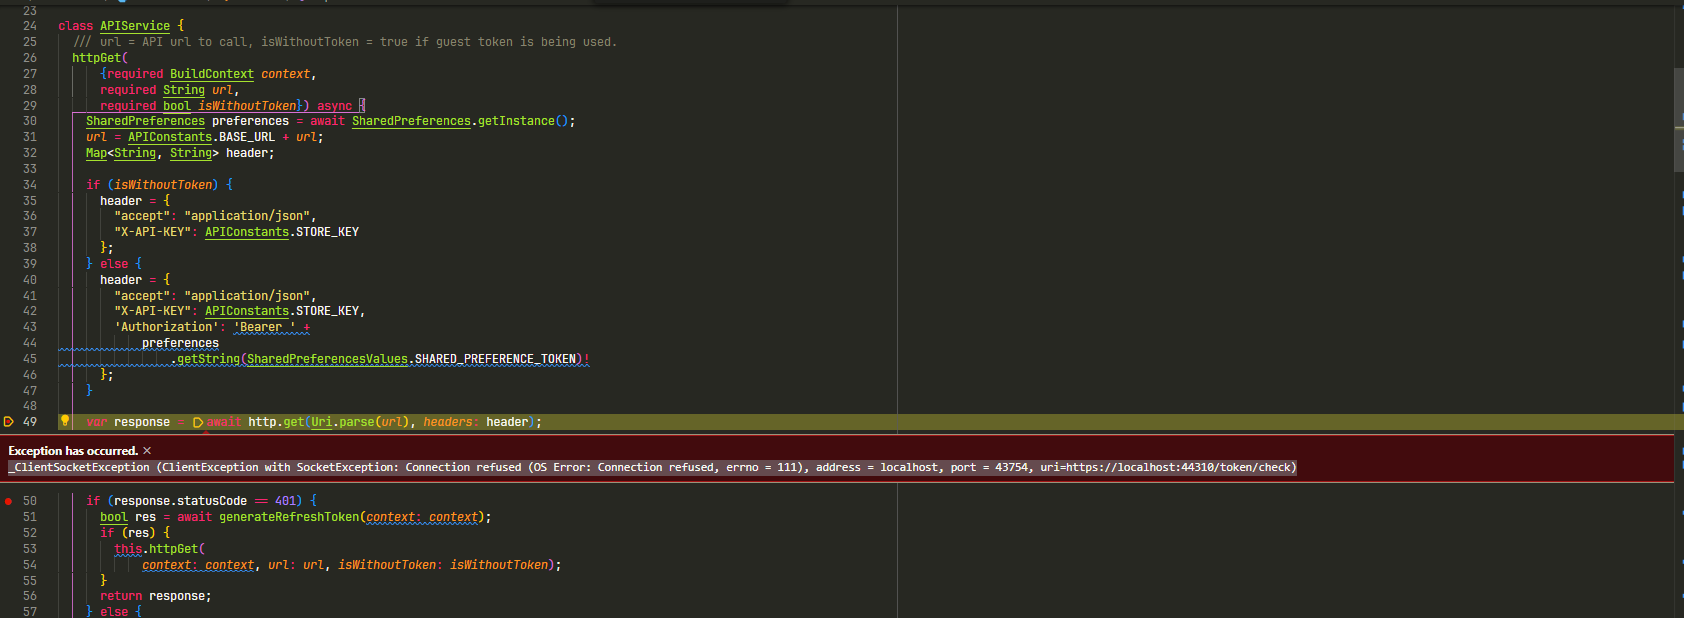 23
24 class APIService {
25 /// url = API url to call, isWithoutToken = true if guest token is being used.
26 httpGet(
27 {required BuildContext context,
28 required String url,
29 required bool isWithoutToken}) async {
30 SharedPreferences preferences = await SharedPreferences.getInstance();
31 url = APIConstants.BASE_URL + url;
32 Map<String, String> header;
33
34 if (isWithoutToken) {
35 header = {
36 "accept": "application/json",
37 "X-API-KEY": APIConstants.STORE_KEY
38 };
39 } else {
40 header = {
41 "accept": "application/json",
42 "X-API-KEY": APIConstants.STORE_KEY,
43 'Authorization': 'Bearer ' +
44 preferences
45 .getString(SharedPreferencesValues.SHARED_PREFERENCE_TOKEN)!
46 };
47 }
48
49 var response = await http.get(Uri.parse(url), headers: header);
Exception has occurred. ×
_ClientSocketException (ClientException with SocketException: Connection refused (OS Error: Connection refused, errno = 111), address = localhost, port = 43754, uri=https://localhost:44310/token/check)
50 if (response.statusCode == 401) {
51 bool res = await generateRefreshToken(context: context);
52 if (res) {
53 this.httpGet(
54 context: context, url: url, isWithoutToken: isWithoutToken);
55 }
56 return response;
57 } else {